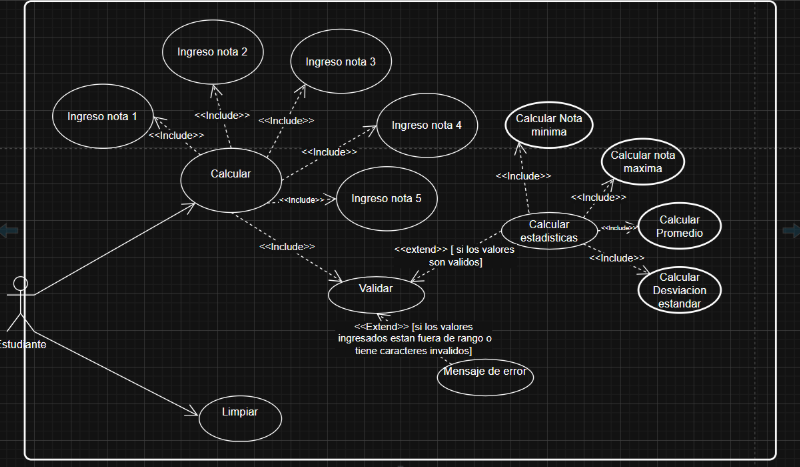 Ingreso nota 2
Ingreso nota 3
Ingreso nota 1
<<Include>>
<<Include>>
<<Include>>
Ingreso nota 4
<<Include>>
Calcular
<<Include>>
Ingreso nota 5
<<Include>>
Calcular Nota
minima
Calcular nota
maxima
<<Include>>
<<Include>>
Calcular
estadisticas
<<Include>>
Calcular
Promedio
<<extend>> [ si los valores
son validos]
<<Include>>
Calcular
Desviacion
estandar
Validar
<<Extend>> [si los valores
ingresados estan fuera de rango o
tiene caracteres invalidos]
Mensaje de error
Estudiante
Limpiar